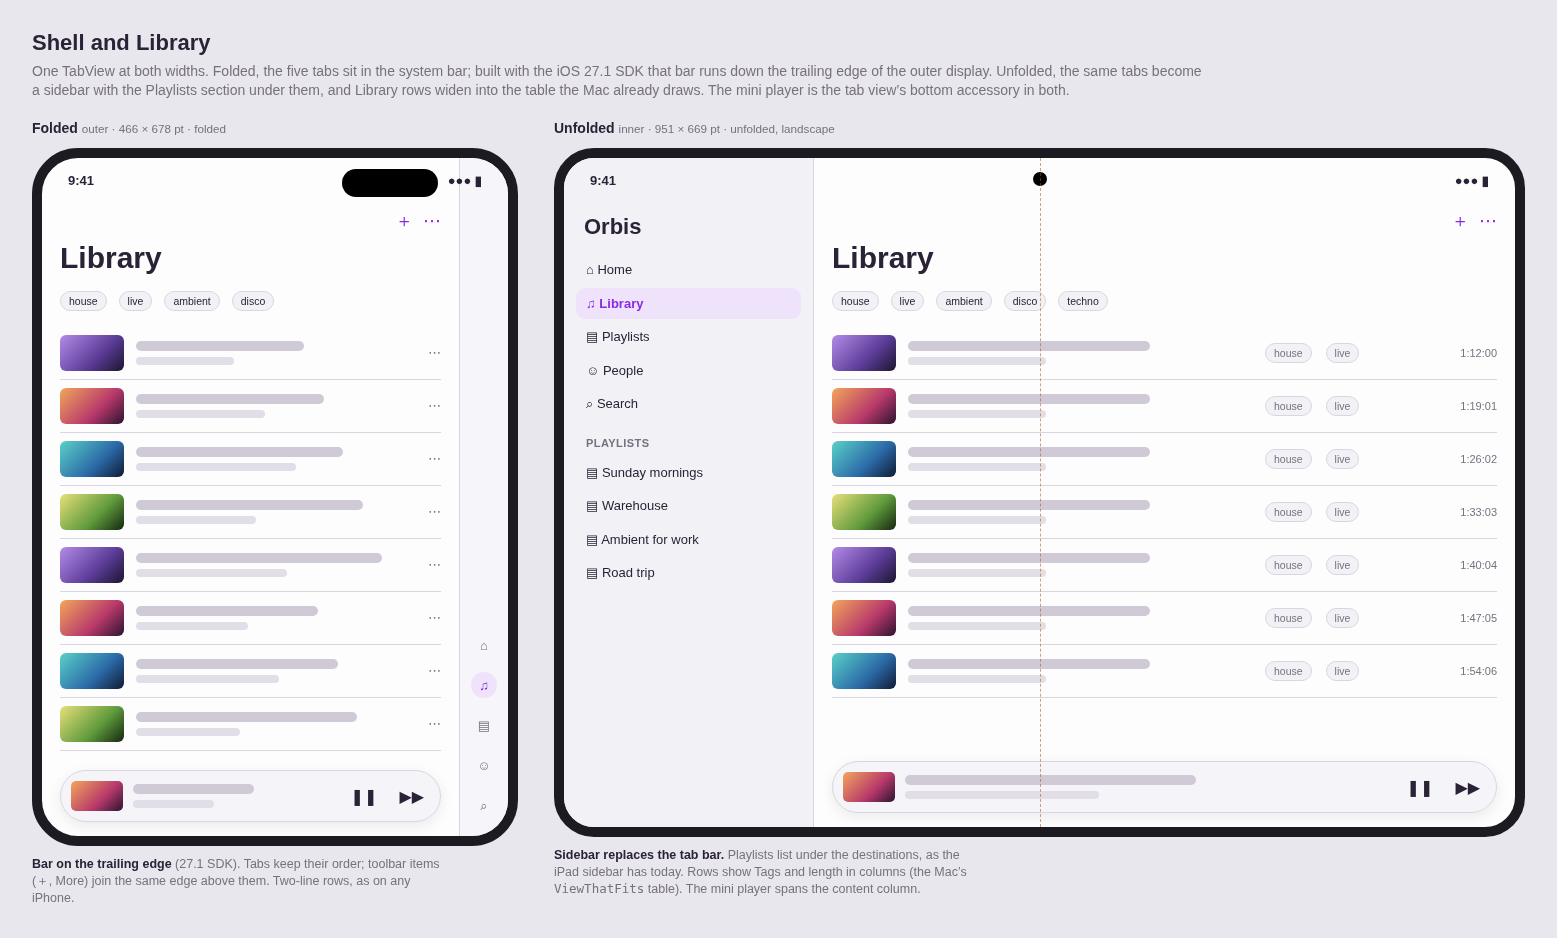 Shell and Library
One TabView at both widths. Folded, the five tabs sit in the system bar; built with the iOS 27.1 SDK that bar runs down the trailing edge of the outer display. Unfolded, the same tabs become
a sidebar with the Playlists section under them, and Library rows widen into the table the Mac already draws. The mini player is the tab view's bottom accessory in both.
Folded outer · 466 × 678 pt · folded
9:41
Library
house live ambient disco
Bar on the trailing edge (27.1 SDK). Tabs keep their order; toolbar items
(+, More) join the same edge above them. Two-line rows, as on any
iPhone.
Unfolded inner · 951 × 669 pt · unfolded, landscape
9:41
Orbis
Home
Library
Playlists
People
Search
PLAYLISTS
Sunday mornings
Warehouse
Ambient for work
Road trip
Library
house live ambient disco techno
house live 1:12:00
house live 1:19:01
house live 1:26:02
house live 1:33:03
house live 1:40:04
house live 1:47:05
house live 1:54:06
Sidebar replaces the tab bar. Playlists list under the destinations, as the
iPad sidebar has today. Rows show Tags and length in columns (the Mac's
ViewThatFits table). The mini player spans the content column.